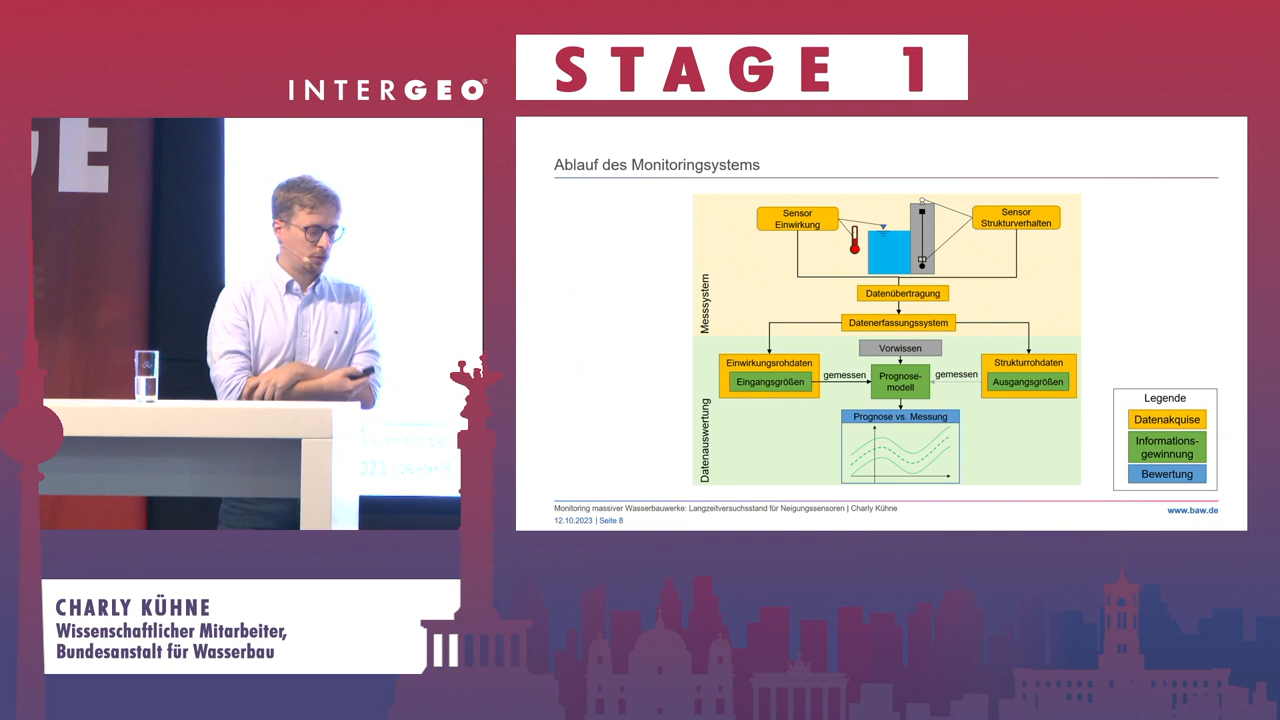 INTERGEO®
STAGE 1
Ablauf des Monitoringsystems
Sensor
Einwirkung
Sensor
Strukturverhalten
Messsystem
Datenübertragung
Datenerfassungssystem
Vorwissen
Einwirkungsrohdaten
Eingangsgrößen
gemessen
Prognose-
modell
gemessen
Strukturrohdaten
Ausgangsgrößen
Datenauswertung
Prognose vs. Messung
Legende
Datenakquise
Informations-
gewinnung
Bewertung
Monitoring massiver Wasserbauwerke: Langzeitversuchsstand für Neigungssensoren | Charly Kühne
12.10.2023 | Seite 8
www.baw.de
CHARLY KÜHNE
Wissenschaftlicher Mitarbeiter,
Bundesanstalt für Wasserbau